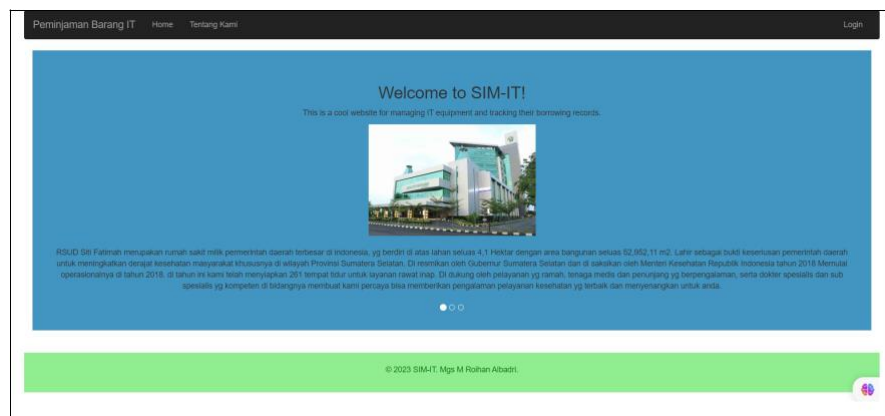 Peminjaman Barang IT Home Tentang Kami Login
Welcome to SIM-IT!
This is a cool website for managing IT equipment and tracking their borrowing records.
RSUD Siti Fatimah merupakan rumah sakit milik permerintah daerah terbesar di indonesia, yg berdiri di atas lahan seluas 4,1 Hektar dengan area bangunan seluas 52,952,11 m2. Lahir sebagai bukti keseriusan pemerintah daerah
untuk meningkatkan derajat kesehatan masyarakat khususnya di wilayah Provinsi Sumatera Selatan. Di resmikan oleh Gubernur Sumatera Selatan dan di saksikan oleh Menteri Kesehatan Republik Indonesia tahun 2018 Memulai
operasionalnya di tahun 2018, di tahun ini kami telah menyiapkan 261 tempat tidur untuk layanan rawat inap. Di dukung oleh pelayanan yg ramah, tenaga medis dan penunjang yg berpengalaman, serta dokter spesialis dan sub
spesialis yg kompeten di bidangnya membuat kami percaya bisa memberikan pengalaman pelayanan kesehatan yg terbaik dan menyenangkan untuk anda.
© 2023 SIM-IT. Mgs M Roihan Albadri.